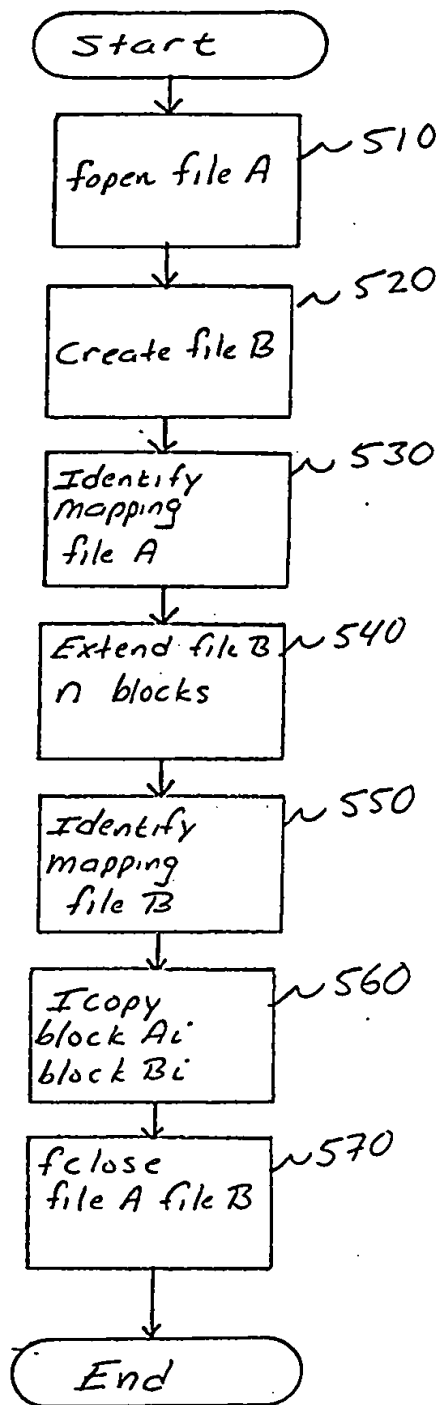 Start
fopen file A
510
Create file B
520
Identify
mapping
file A
530
Extend file B
n blocks
540
Identify
mapping
file B
550
Icopy
block Ai
block Bi
560
fclose
file A file B
570
End